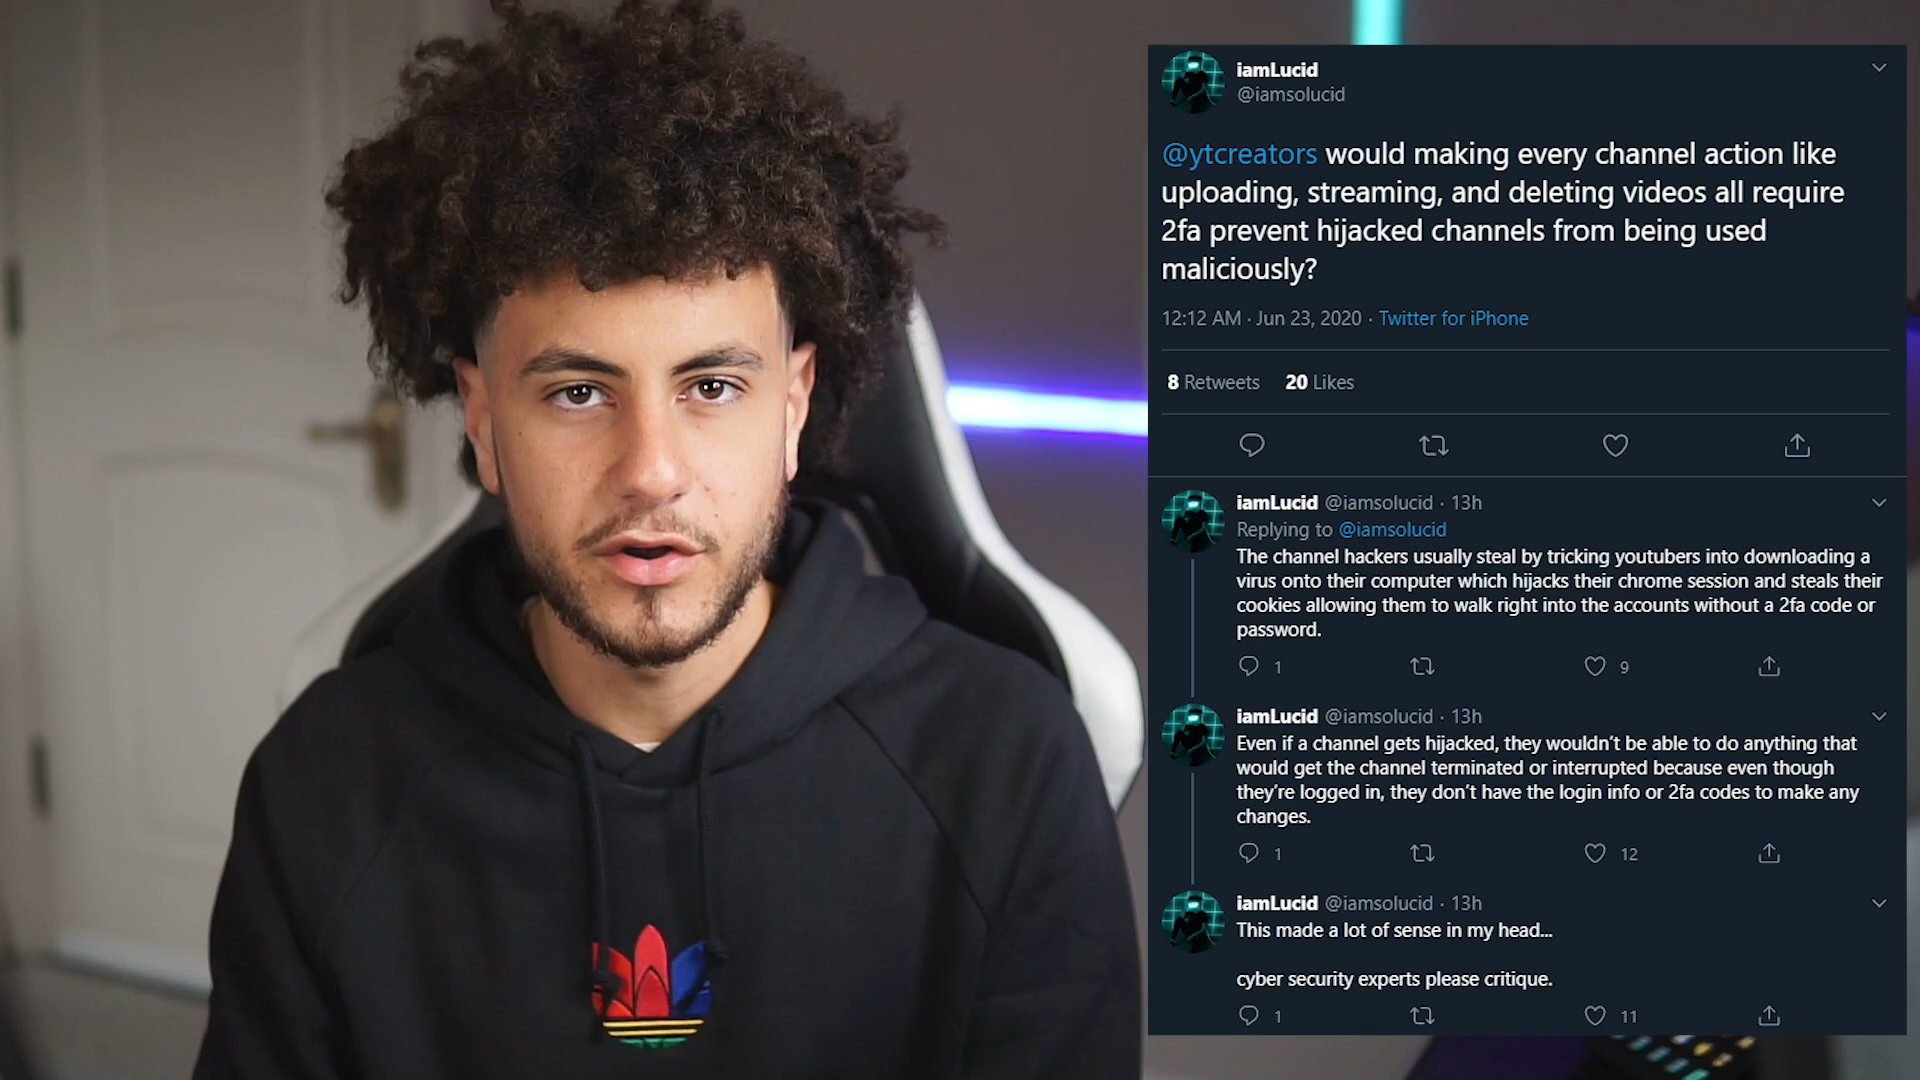 iamLucid
@iamsolucid
@ytcreators would making every channel action like
uploading, streaming, and deleting videos all require
2fa prevent hijacked channels from being used
maliciously?
12:12 AM · Jun 23, 2020 · Twitter for iPhone
8 Retweets 20 Likes
iamLucid @iamsolucid · 13h
Replying to @iamsolucid
The channel hackers usually steal by tricking youtubers into downloading a
virus onto their computer which hijacks their chrome session and steals their
cookies allowing them to walk right into the accounts without a 2fa code or
password.
1 9
iamLucid @iamsolucid · 13h
Even if a channel gets hijacked, they wouldn't be able to do anything that
would get the channel terminated or interrupted because even though
they're logged in, they don't have the login info or 2fa codes to make any
changes.
1 12
iamLucid @iamsolucid · 13h
This made a lot of sense in my head...
cyber security experts please critique.
1 11